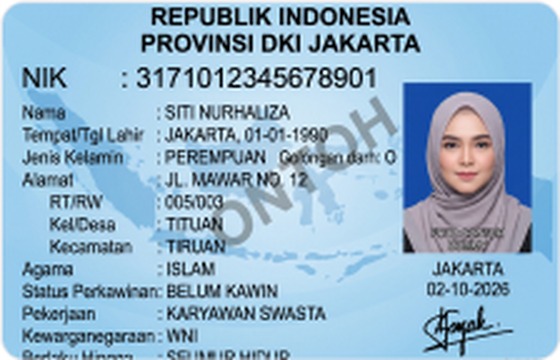 REPUBLIK INDONESIA
PROVINSI DKI JAKARTA
NIK : 3171012345678901
Nama : SITI NURHALIZA
Tempat/Tgl Lahir : JAKARTA, 01-01-1990
Jenis Kelamin : PEREMPUAN Golongan darh: O
Alamat : JL. MAWAR NO. 12
RT/RW : 005/003
Kel/Desa : TITUAN
Kecamatan : TIRUAN
Agama : ISLAM
Status Perkawinan: BELUM KAWIN
Pekerjaan : KARYAWAN SWASTA
Kewarganegaraan: WNI
Berlaku Hingga : SEUMUR HIDUP
CONTOH
JAKARTA
02-10-2026